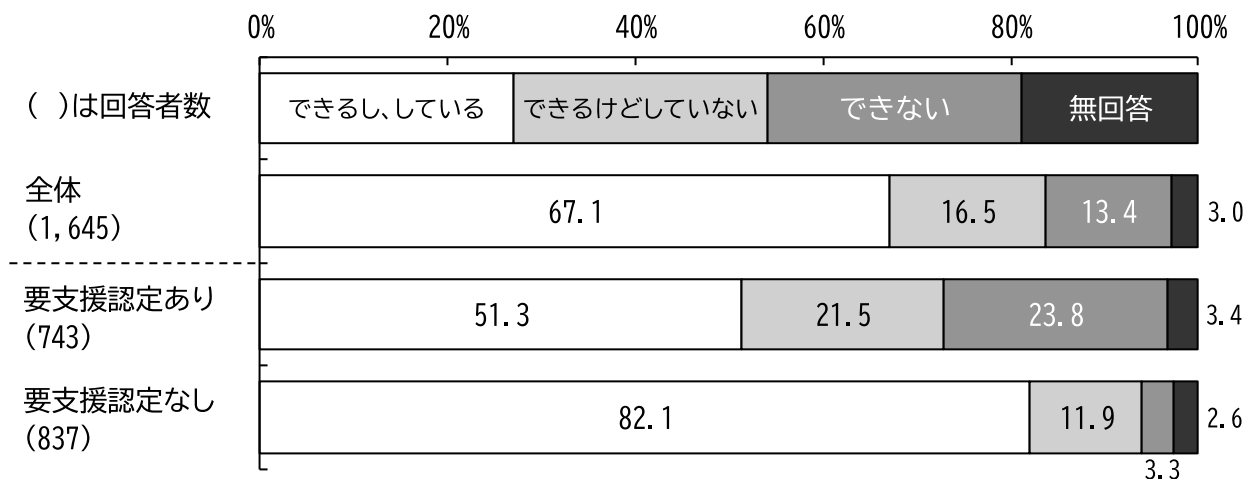 0% 20% 40% 60% 80% 100%
( )は回答者数 できるし、している できるけどしていない できない 無回答
全体
(1,645)
67.1 16.5 13.4 3.0
要支援認定あり
(743)
51.3 21.5 23.8 3.4
要支援認定なし
(837)
82.1 11.9 2.6
3.3